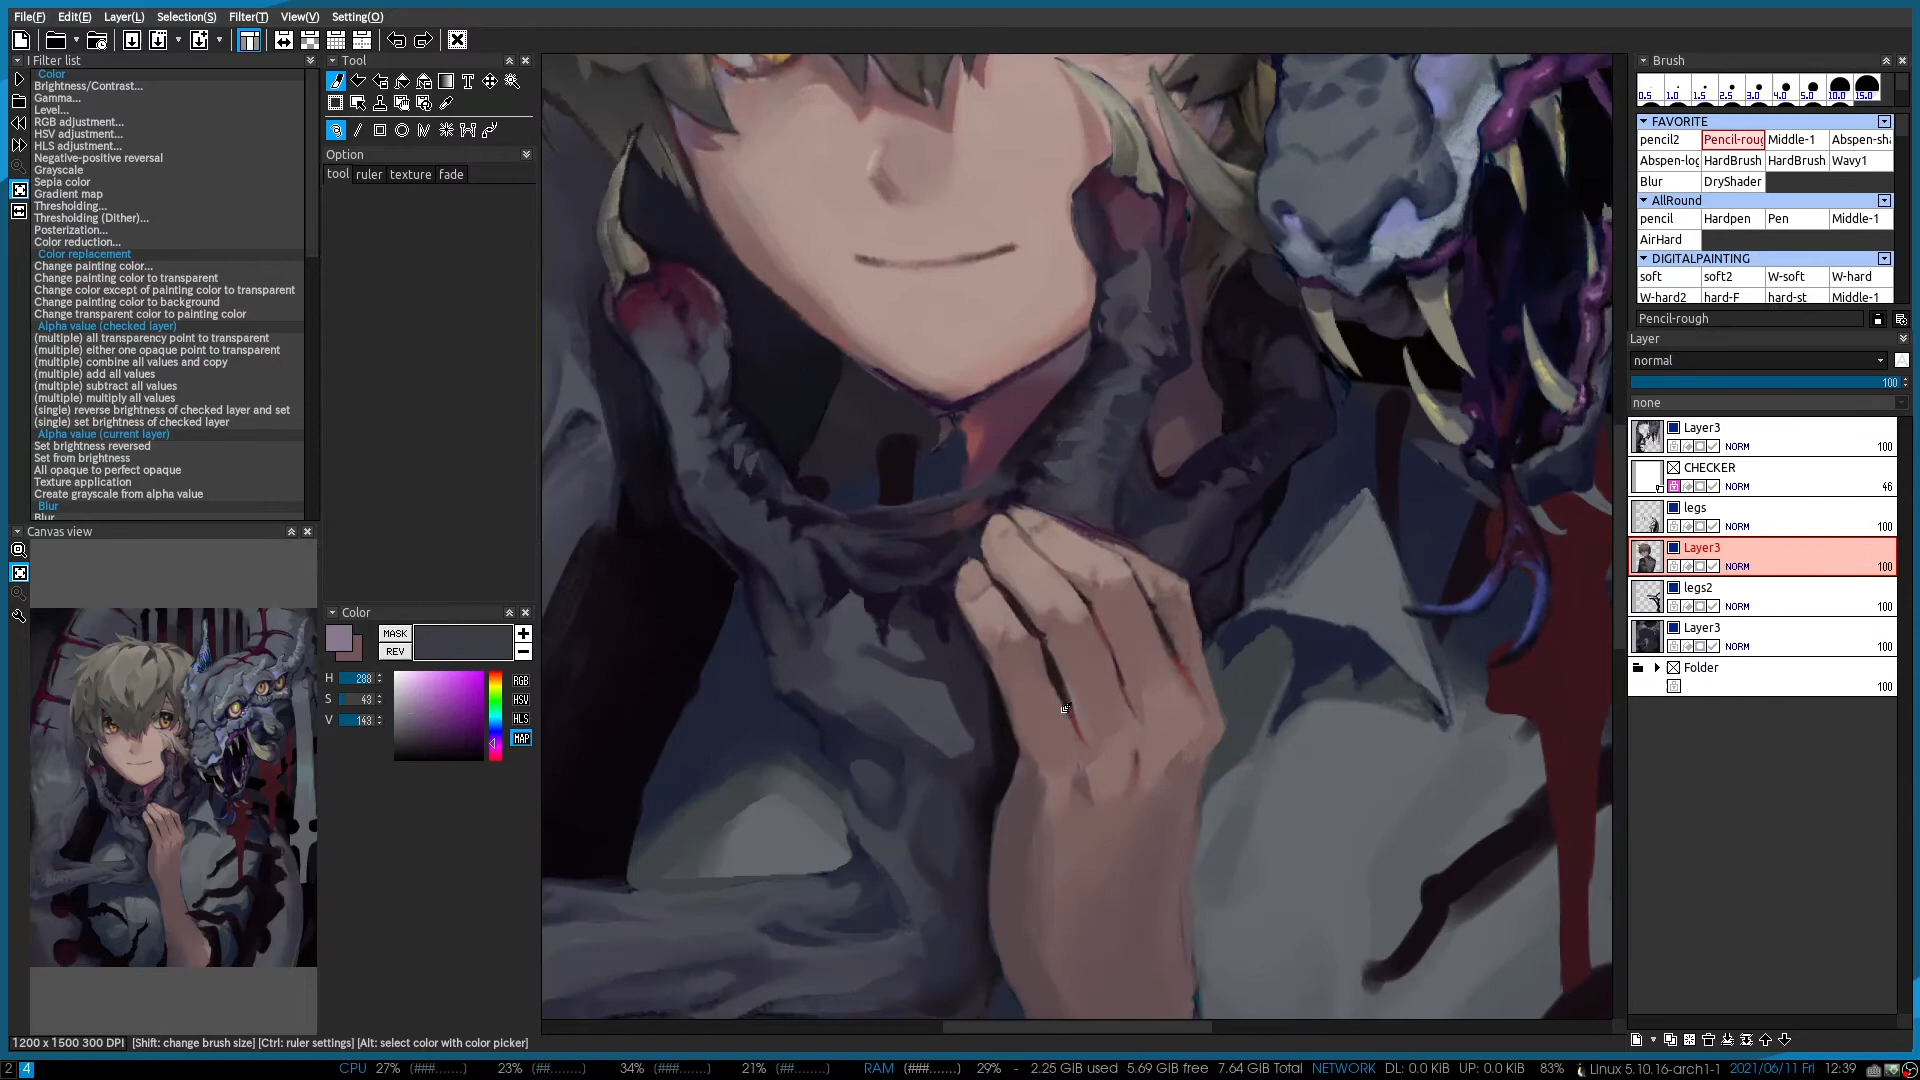 File(F) Edit(E) Layer(L) Selection(S) Filter(T) View(V) Setting(O)
Filter list
Color
Brightness/Contrast...
Gamma...
Level...
RGB adjustment...
HSV adjustment...
HLS adjustment...
Negative-positive reversal
Grayscale
Sepia color
Gradient map
Thresholding...
Thresholding (Dither)...
Posterization...
Color reduction...
Color replacement
Change painting color...
Change painting color to transparent
Change color except of painting color to transparent
Change painting color to background
Change transparent color to painting color
Alpha value (checked layer)
(multiple) all transparency point to transparent
(multiple) either one opaque point to transparent
(multiple) combine all values and copy
(multiple) add all values
(multiple) subtract all values
(multiple) multiply all values
(single) reverse brightness of checked layer and set
(single) set brightness of checked layer
Alpha value (current layer)
Set brightness reversed
Set from brightness
All opaque to perfect opaque
Texture application
Create grayscale from alpha value
Blur
Blur
Canvas view
Tool
Option
tool ruler texture fade
Color
MASK
REV
H 288
S 43
V 143
RGB
HSV
HLS
MAP
Brush
0.5 1.0 1.5 2.5 3.0 4.0 5.0 10.0 15.0
FAVORITE
pencil2 Pencil-roug Middle-1 Abspen-sh
Abspen-log HardBrush HardBrush Wavy1
Blur DryShader
AllRound
pencil Hardpen Pen Middle-1
AirHard
DIGITALPAINTING
soft soft2 W-soft W-hard
W-hard2 hard-F hard-st Middle-1
Pencil-rough
Layer
normal
100
none
Layer3
NORM 100
CHECKER
NORM 46
legs
NORM 100
Layer3
NORM 100
legs2
NORM 100
Layer3
NORM 100
Folder
100
1200 x 1500 300 DPI [Shift: change brush size] [Ctrl: ruler settings] [Alt: select color with color picker]
2 4 CPU 27% (###.......) 23% (##........) 34% (###.......) 21% (##........) RAM (###.......) 29% - 2.25 GiB used 5.69 GiB free 7.64 GiB Total NETWORK DL: 0.0 KiB UP: 0.0 KiB 83% Linux 5.10.16-arch1-1 2021/06/11 Fri 12:39